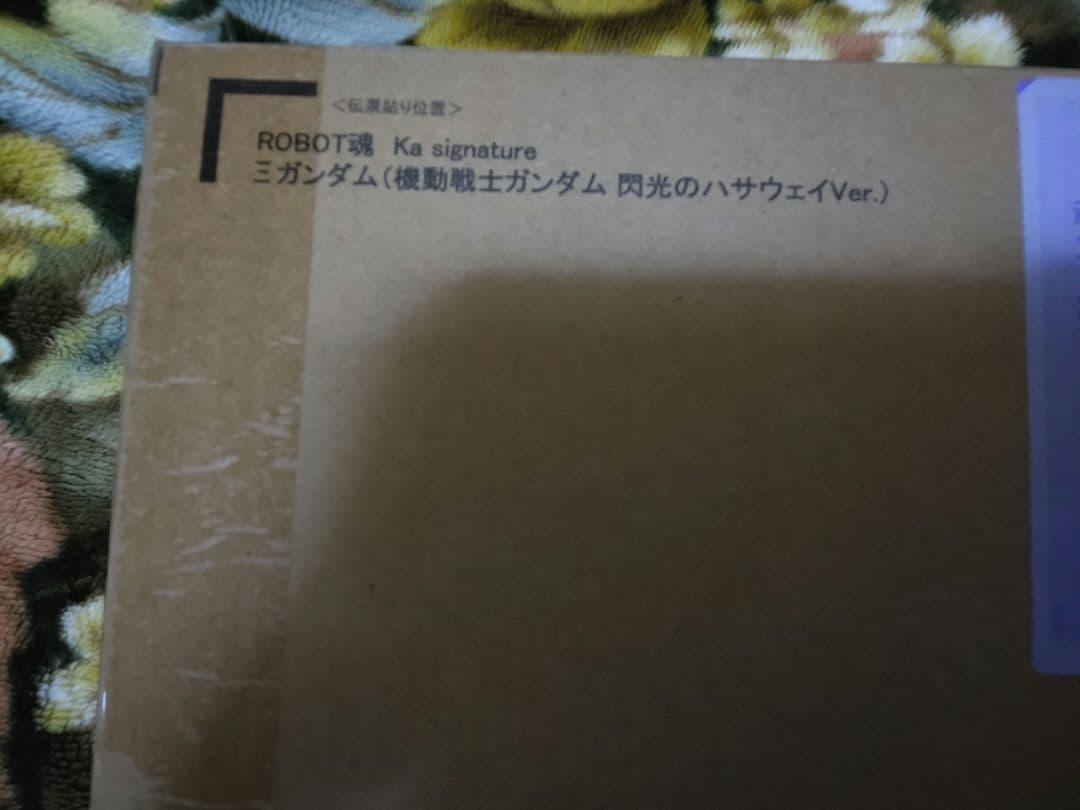 <伝票貼り位置>
ROBOT魂 Ka signature
Ξガンダム(機動戦士ガンダム 閃光のハサウェイVer.)